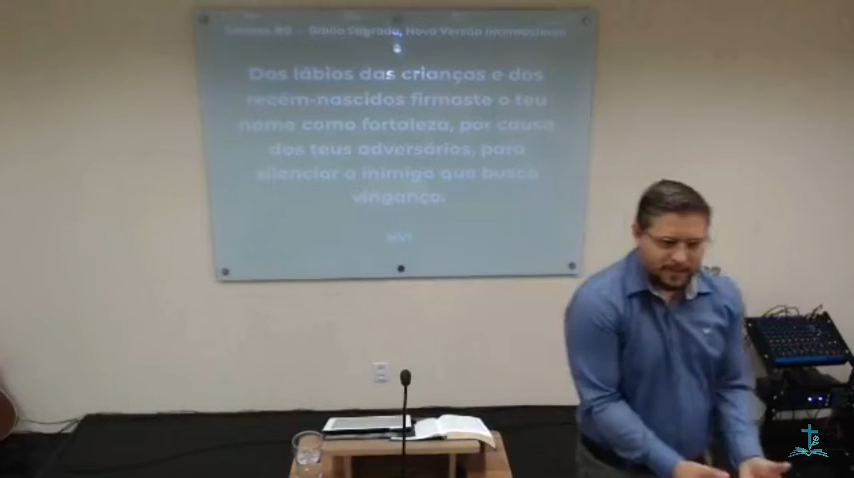 Salmos 8:2 - Bíblia Sagrada, Nova Versão Internacional
Dos lábios das crianças e dos
recém-nascidos firmaste o teu
nome como fortaleza, por causa
dos teus adversários, para
silenciar o inimigo que busca
vingança.
NVI